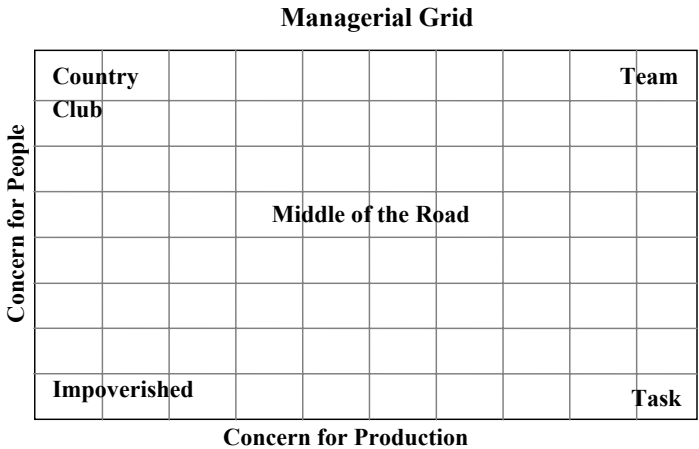 Managerial Grid
Country
Club
Team
Concern for People
Middle of the Road
Impoverished
Task
Concern for Production